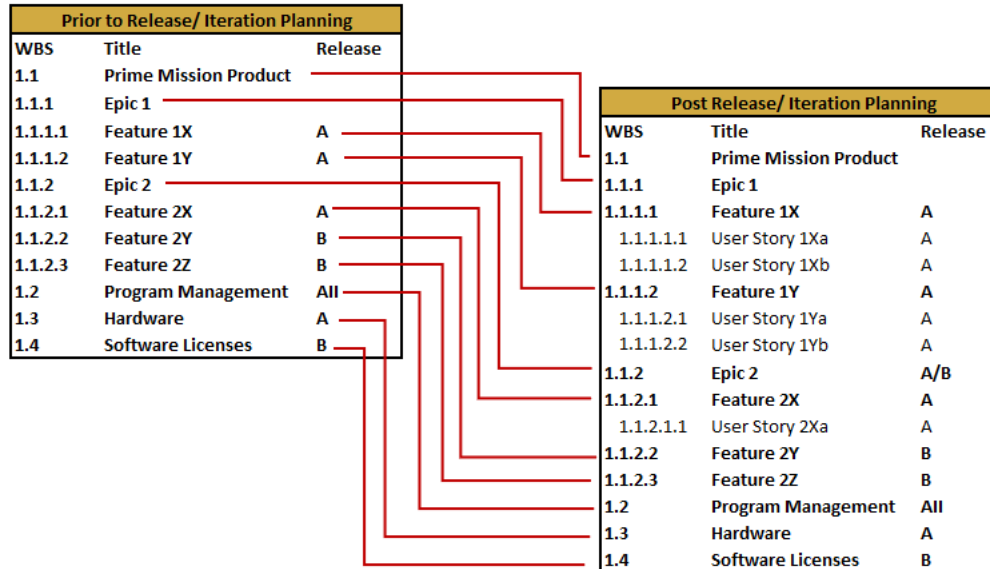 Prior to Release/ Iteration Planning
WBS Title Release
1.1 Prime Mission Product
1.1.1 Epic 1
1.1.1.1 Feature 1X A
1.1.1.2 Feature 1Y A
1.1.2 Epic 2
1.1.2.1 Feature 2X A
1.1.2.2 Feature 2Y B
1.1.2.3 Feature 2Z B
1.2 Program Management All
1.3 Hardware A
1.4 Software Licenses B
Post Release/ Iteration Planning
WBS Title Release
1.1 Prime Mission Product
1.1.1 Epic 1
1.1.1.1 Feature 1X A
1.1.1.1.1 User Story 1Xa A
1.1.1.1.2 User Story 1Xb A
1.1.1.2 Feature 1Y A
1.1.1.2.1 User Story 1Ya A
1.1.1.2.2 User Story 1Yb A
1.1.2 Epic 2 A/B
1.1.2.1 Feature 2X A
1.1.2.1.1 User Story 2Xa A
1.1.2.2 Feature 2Y B
1.1.2.3 Feature 2Z B
1.2 Program Management All
1.3 Hardware A
1.4 Software Licenses B